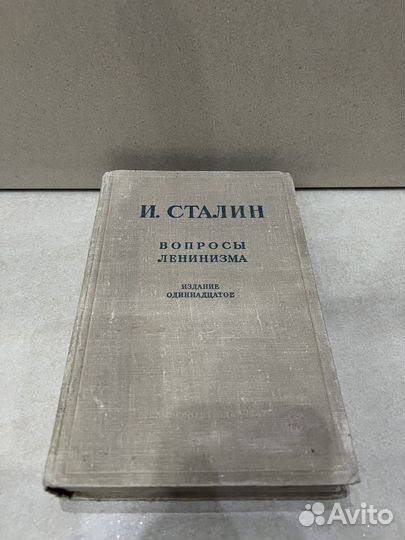 И. СТАЛИН
ВОПРОСЫ
ЛЕНИНИЗМА
ИЗДАНИЕ
ОДИННАДЦАТОЕ
Avito